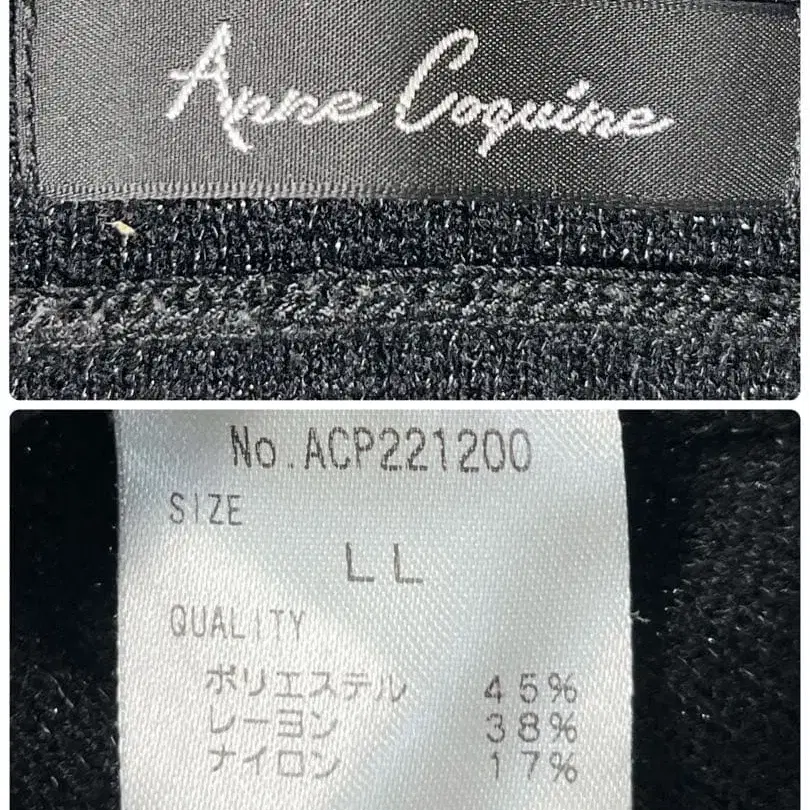 Anne Coquine
No.ACP221200
SIZE
LL
QUALITY
ポリエステル 45%
レーヨン 38%
ナイロン 17%